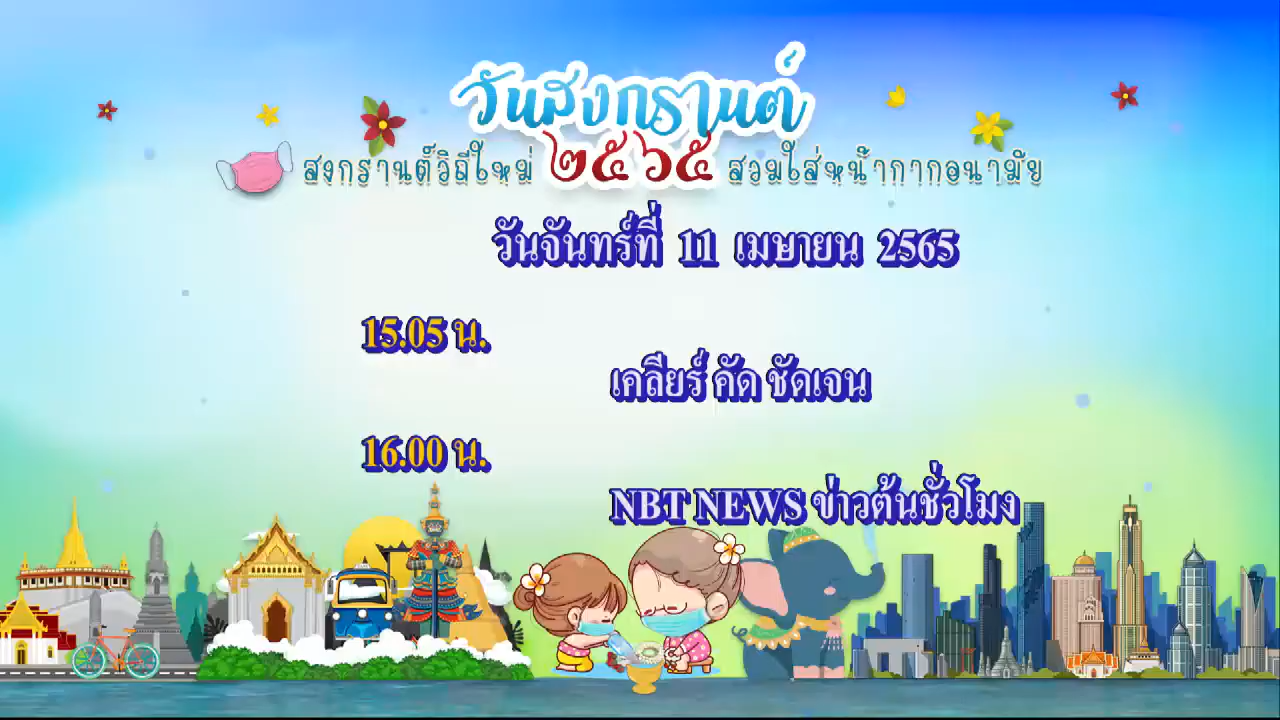 วันสงกรานต์
สงกรานต์วิถีใหม่ ๒๕๖๕ สวมใส่หน้ากากอนามัย
วันจันทร์ที่ 11 เมษายน 2565
15.05 น.
เคลียร์ คัด ชัดเจน
16.00 น.
NBT NEWS ข่าวต้นชั่วโมง